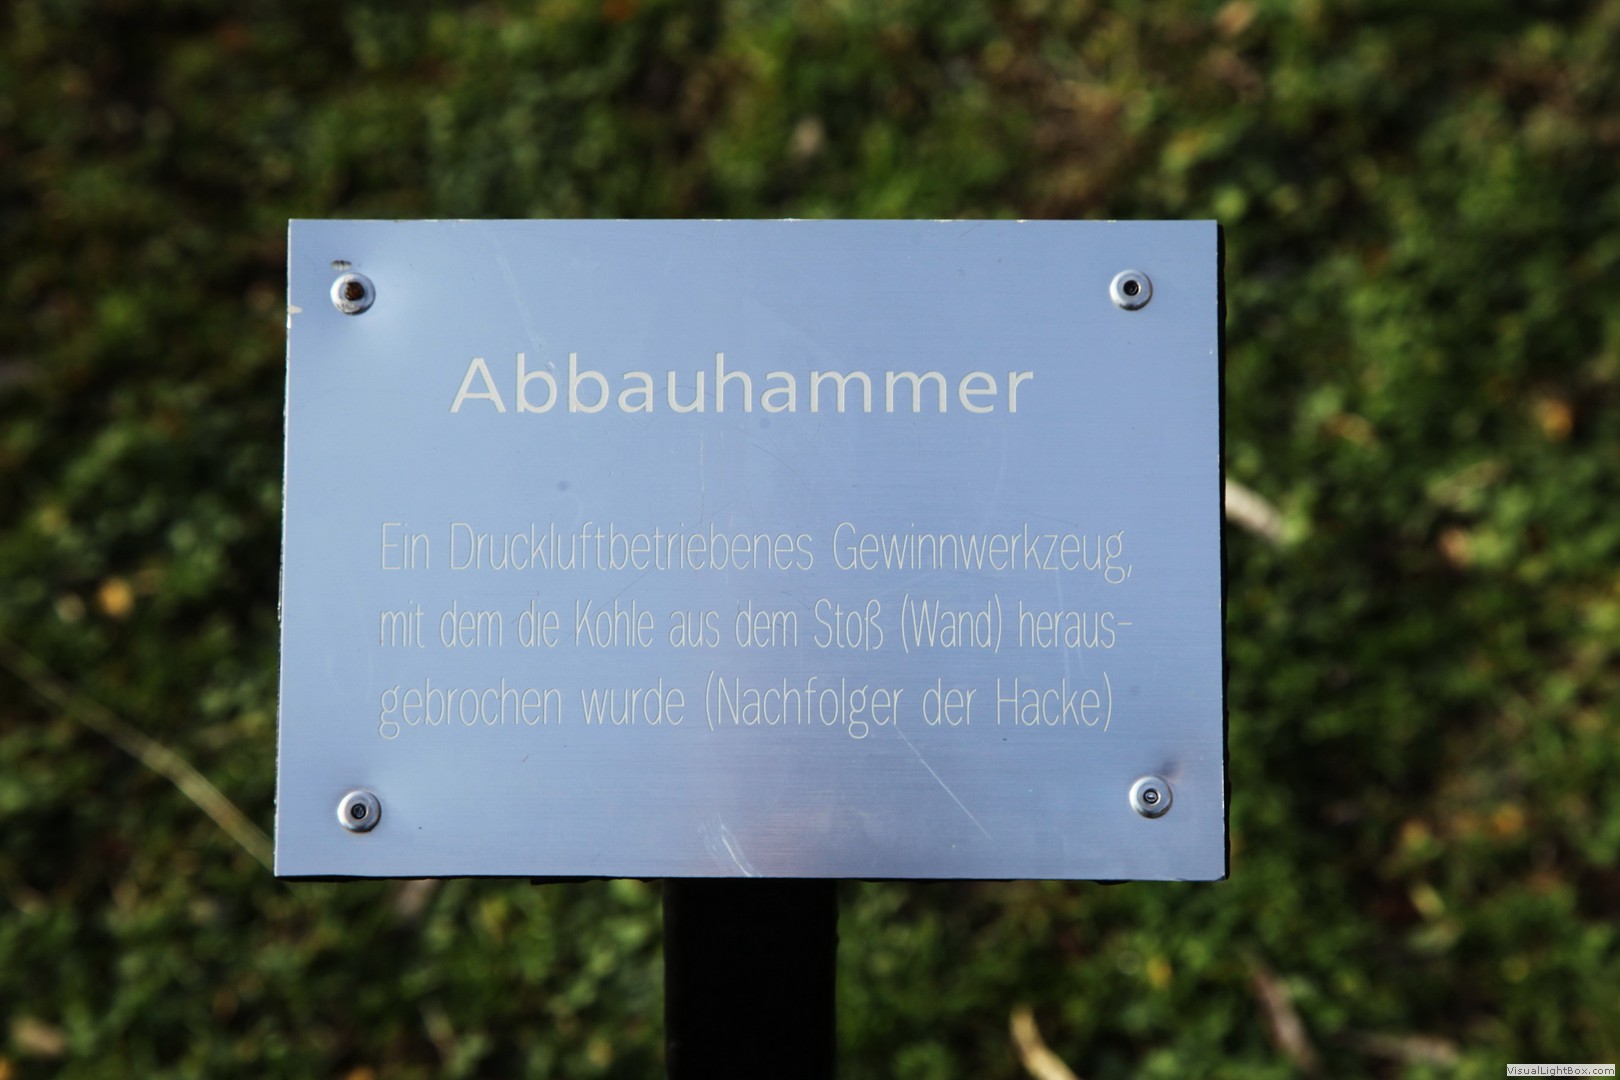 Abbauhammer
Ein Druckluftbetriebenes Gewinnwerkzeug,
mit dem die Kohle aus dem Stoß (Wand) heraus-
gebrochen wurde (Nachfolger der Hacke)
VisualLightBox.com